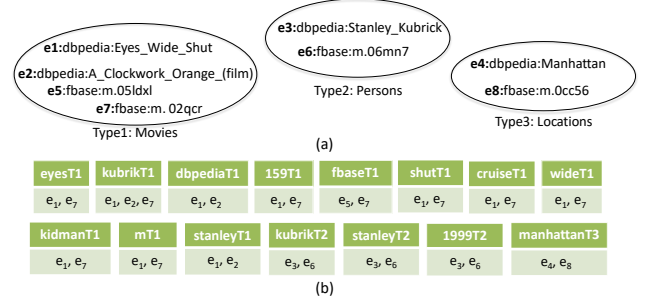 e1:dbpedia:Eyes_Wide_Shut
e2:dbpedia:A_Clockwork_Orange_(film)
e5:fbase:m.05ldxl
e7:fbase:m. 02qcr
Type1: Movies
e3:dbpedia:Stanley_Kubrick
e6:fbase:m.06mn7
Type2: Persons
e4:dbpedia:Manhattan
e8:fbase:m.0cc56
Type3: Locations
(a)
eyesT1 kubrikT1 dbpediaT1 159T1 fbaseT1 shutT1 cruiseT1 wideT1
e1, e7 e1, e2, e7 e1, e2 e1, e7 e5, e7 e1, e7 e1, e7 e1, e7
kidmanT1 mT1 stanleyT1 kubrikT2 stanleyT2 1999T2 manhattanT3
e1, e7 e1, e7 e1, e2 e3, e6 e3, e6 e3, e6 e4, e8
(b)